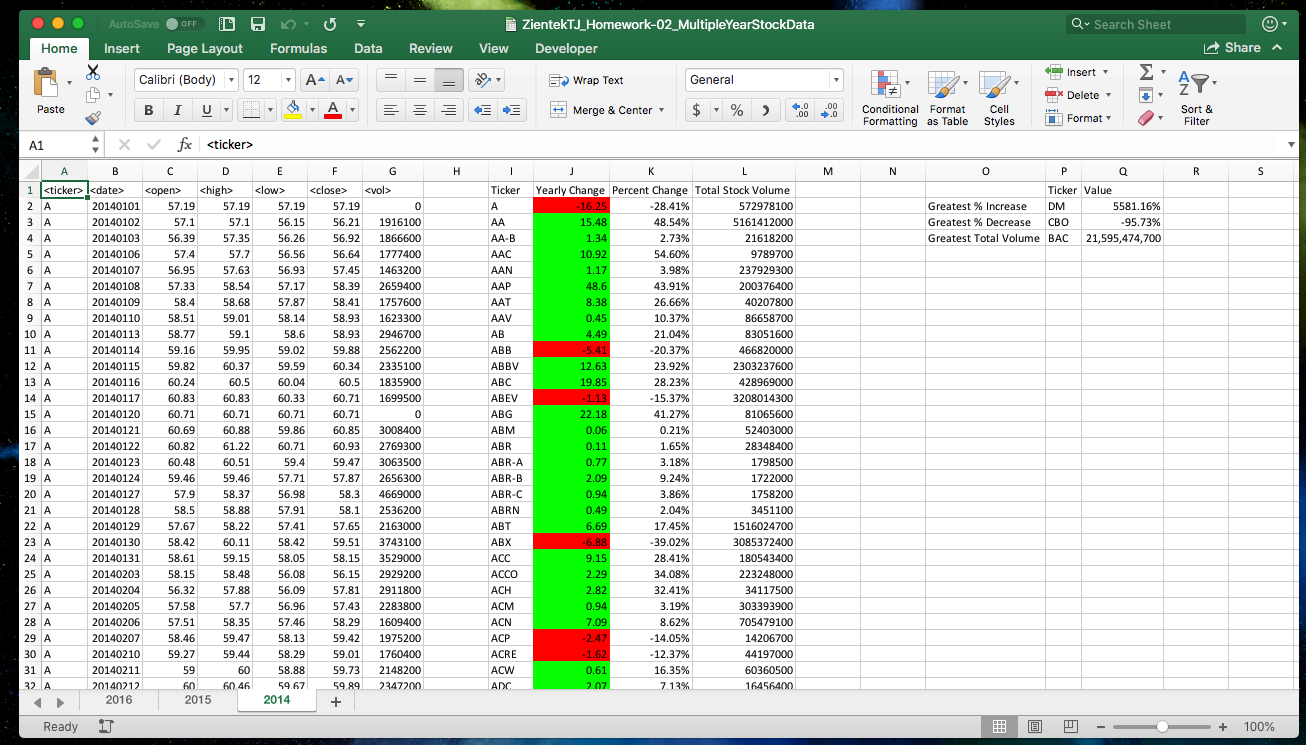 AutoSave OFF ZientekTJ_Homework-02_MultipleYearStockData Search Sheet
Home Insert Page Layout Formulas Data Review View Developer Share
Calibri (Body) 12 A A Wrap Text General Insert Σ
Paste B I U A Merge & Center $ % Conditional Formatting Format as Table Cell Styles Delete Format Sort & Filter
A1 fx <ticker>
A B C D E F G H I J K L M N O P Q R S
1 <ticker> <date> <open> <high> <low> <close> <vol> Ticker Yearly Change Percent Change Total Stock Volume Ticker Value
2 A 20140101 57.19 57.19 57.19 57.19 0 A -16.25 -28.41% 572978100 Greatest % Increase DM 5581.16%
3 A 20140102 57.1 57.1 56.15 56.21 1916100 AA 15.48 48.54% 5161412000 Greatest % Decrease CBO -95.73%
4 A 20140103 56.39 57.35 56.26 56.92 1866600 AA-B 1.34 2.73% 21618200 Greatest Total Volume BAC 21,595,474,700
5 A 20140106 57.4 57.7 56.56 56.64 1777400 AAC 10.92 54.60% 9789700
6 A 20140107 56.95 57.63 56.93 57.45 1463200 AAN 1.17 3.98% 237929300
7 A 20140108 57.33 58.54 57.17 58.39 2659400 AAP 48.6 43.91% 200376400
8 A 20140109 58.4 58.68 57.87 58.41 1757600 AAT 8.38 26.66% 40207800
9 A 20140110 58.51 59.01 58.14 58.93 1623300 AAV 0.45 10.37% 86658700
10 A 20140113 58.77 59.1 58.6 58.93 2946700 AB 4.49 21.04% 83051600
11 A 20140114 59.16 59.95 59.02 59.88 2562200 ABB -5.41 -20.37% 466820000
12 A 20140115 59.82 60.37 59.59 60.34 2335100 ABBV 12.63 23.92% 2303237600
13 A 20140116 60.24 60.5 60.04 60.5 1835900 ABC 19.85 28.23% 428969000
14 A 20140117 60.83 60.83 60.33 60.71 1699500 ABEV -1.13 -15.37% 3208014300
15 A 20140120 60.71 60.71 60.71 60.71 0 ABG 22.18 41.27% 81065600
16 A 20140121 60.69 60.88 59.86 60.85 3008400 ABM 0.06 0.21% 52403000
17 A 20140122 60.82 61.22 60.71 60.93 2769300 ABR 0.11 1.65% 28348400
18 A 20140123 60.48 60.51 59.4 59.47 3063500 ABR-A 0.77 3.18% 1798500
19 A 20140124 59.46 59.46 57.71 57.87 2656300 ABR-B 2.09 9.24% 1722000
20 A 20140127 57.9 58.37 56.98 58.3 4669000 ABR-C 0.94 3.86% 1758200
21 A 20140128 58.5 58.88 57.91 58.1 2536200 ABRN 0.49 2.04% 3451100
22 A 20140129 57.67 58.22 57.41 57.65 2163000 ABT 6.69 17.45% 1516024700
23 A 20140130 58.42 60.11 58.42 59.51 3743100 ABX -6.88 -39.02% 3085372400
24 A 20140131 58.61 59.15 58.05 58.15 3529000 ACC 9.15 28.41% 180543400
25 A 20140203 58.15 58.48 56.08 56.15 2929200 ACCO 2.29 34.08% 223248000
26 A 20140204 56.32 57.88 56.09 57.81 2911800 ACH 2.82 32.41% 34117500
27 A 20140205 57.58 57.7 56.96 57.43 2283800 ACM 0.94 3.19% 303393900
28 A 20140206 57.51 58.35 57.46 58.29 1609400 ACN 7.09 8.62% 705479100
29 A 20140207 58.46 59.47 58.13 59.42 1975200 ACP -2.47 -14.05% 14206700
30 A 20140210 59.27 59.44 58.29 59.01 1760400 ACRE -1.62 -12.37% 44197000
31 A 20140211 59 60 58.88 59.73 2148200 ACW 0.61 16.35% 60360500
32 A 20140212 60 60.46 59.67 59.89 2347200 ADC 2.07 7.13% 16456400
2016 2015 2014 +
Ready 100%